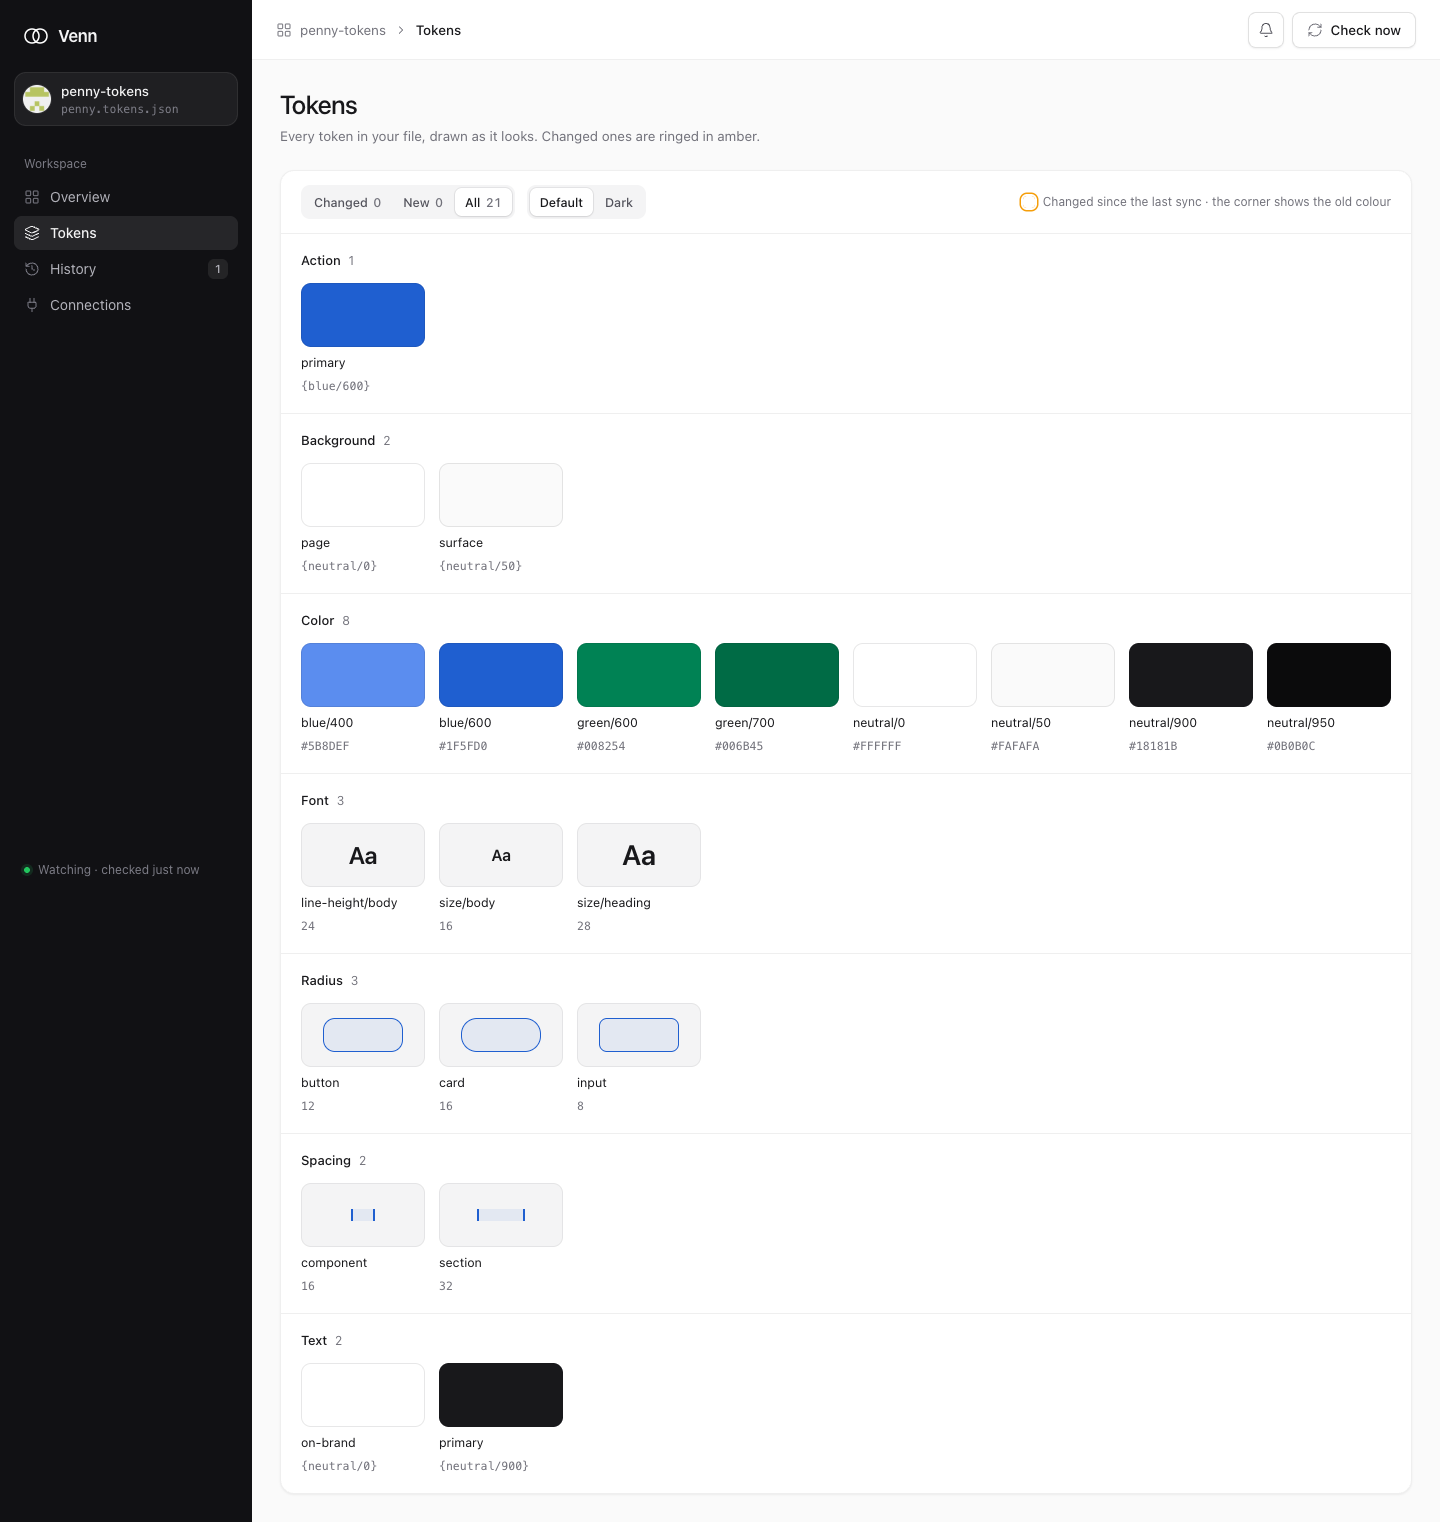 Venn
penny-tokens
penny.tokens.json
Workspace
Overview
Tokens
History 1
Connections
Watching · checked just now
penny-tokens > Tokens
Check now
Tokens
Every token in your file, drawn as it looks. Changed ones are ringed in amber.
Changed 0 New 0 All 21 Default Dark
Changed since the last sync · the corner shows the old colour
Action 1
primary
{blue/600}
Background 2
page surface
{neutral/0} {neutral/50}
Color 8
blue/400 blue/600 green/600 green/700 neutral/0 neutral/50 neutral/900 neutral/950
#5B8DEF #1F5FD0 #008254 #006B45 #FFFFFF #FAFAFA #18181B #0B0B0C
Font 3
Aa Aa Aa
line-height/body size/body size/heading
24 16 28
Radius 3
button card input
12 16 8
Spacing 2
component section
16 32
Text 2
on-brand primary
{neutral/0} {neutral/900}